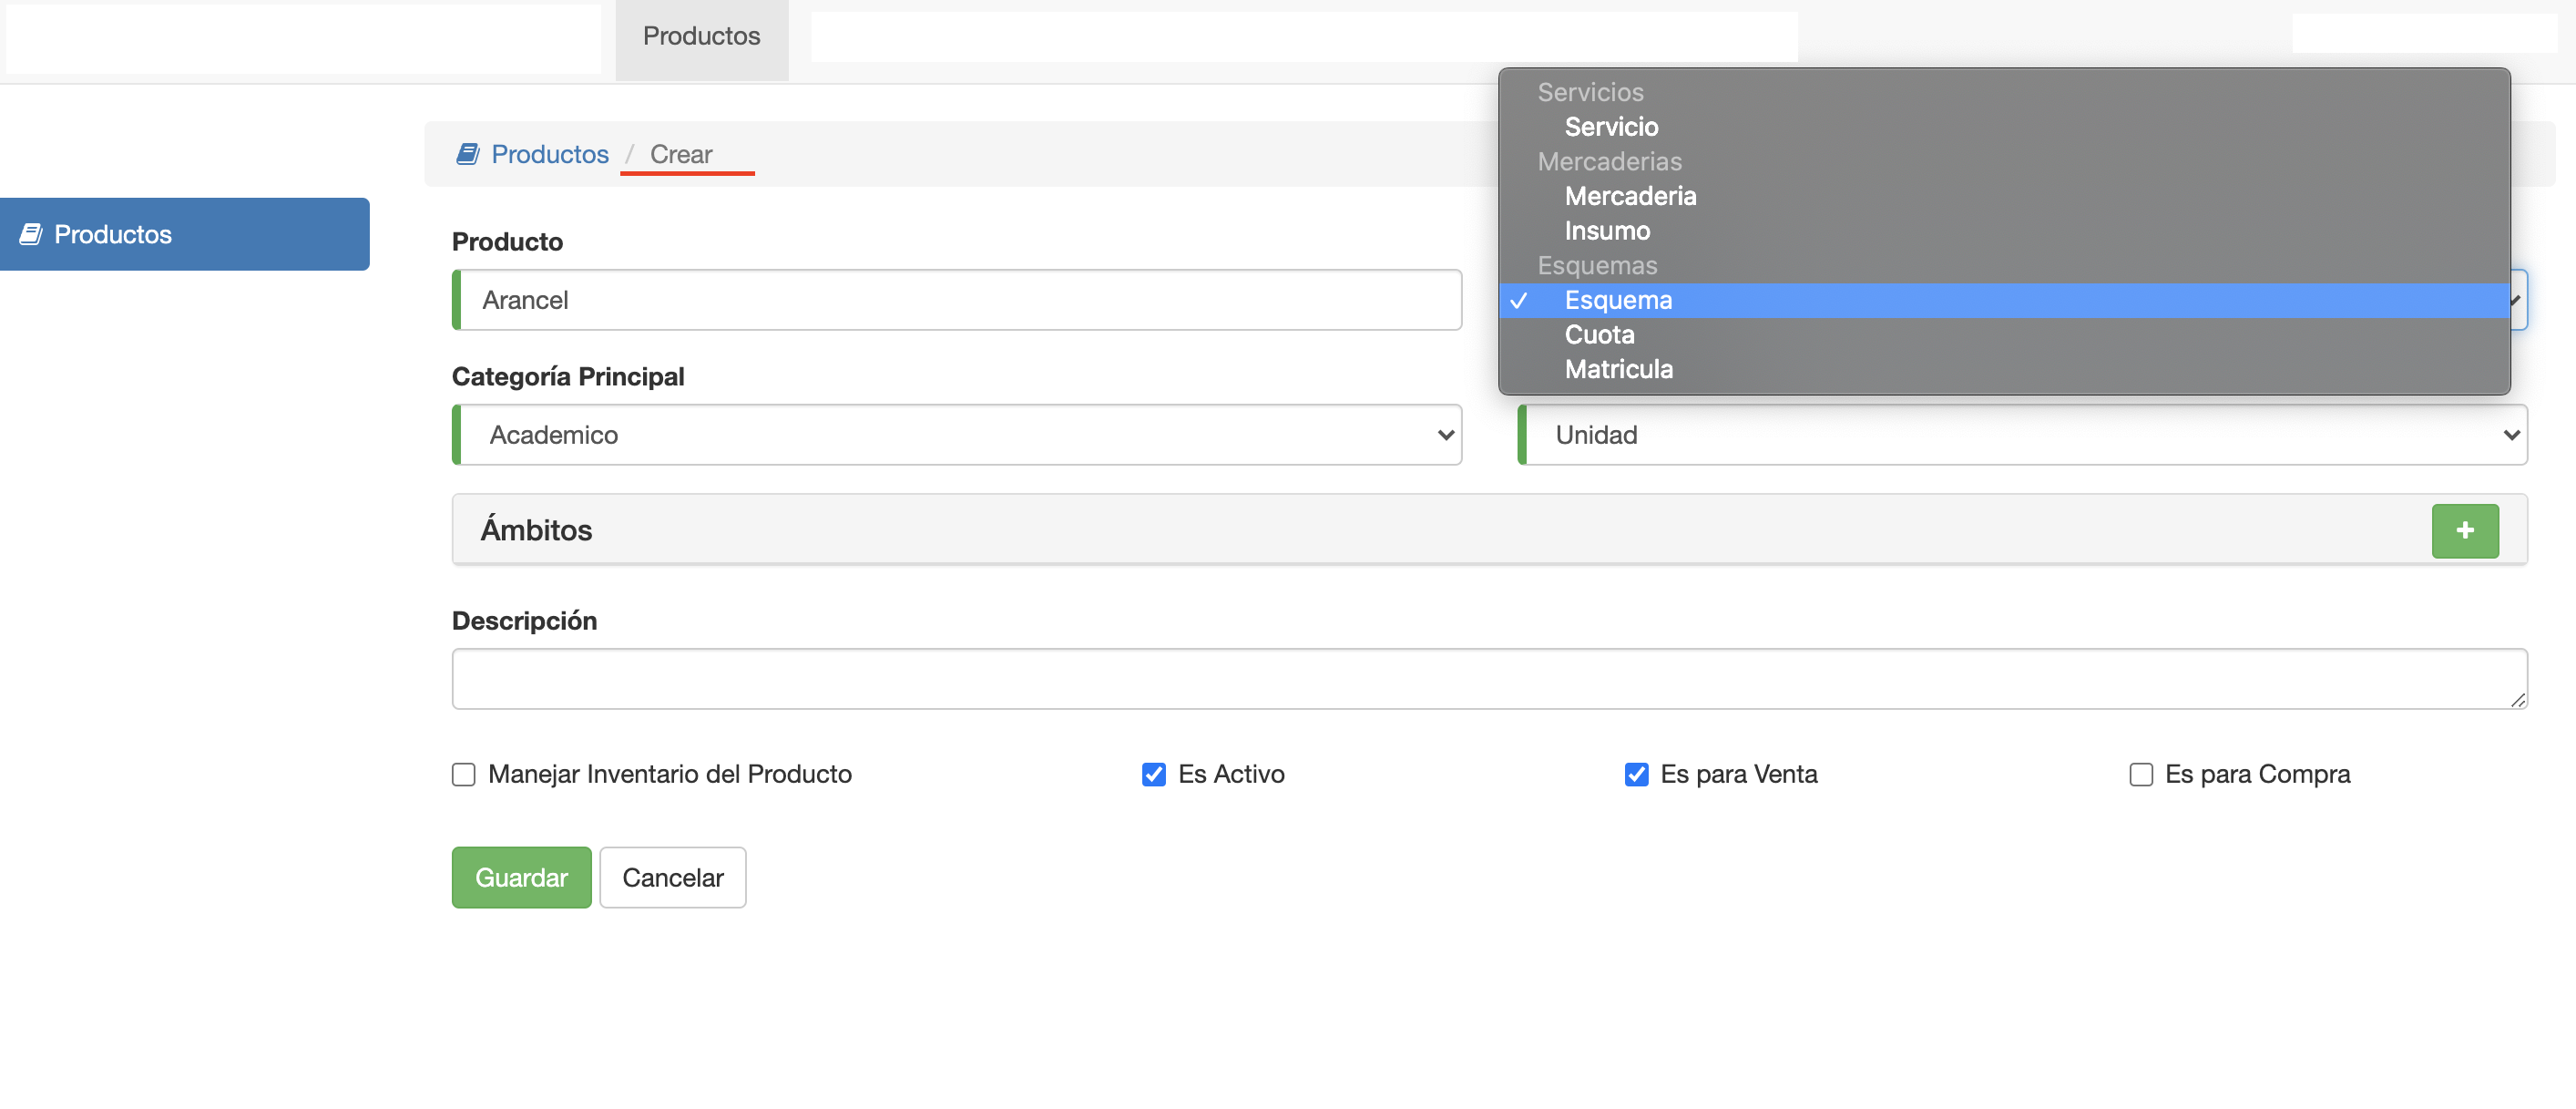 Productos
Productos / Crear
Productos
Servicios
Servicio
Mercaderias
Mercaderia
Insumo
Esquemas
Esquema
Cuota
Matricula
Producto
Arancel
Categoría Principal
Academico
Unidad
Ámbitos
+
Descripción
Manejar Inventario del Producto
Es Activo
Es para Venta
Es para Compra
Guardar
Cancelar